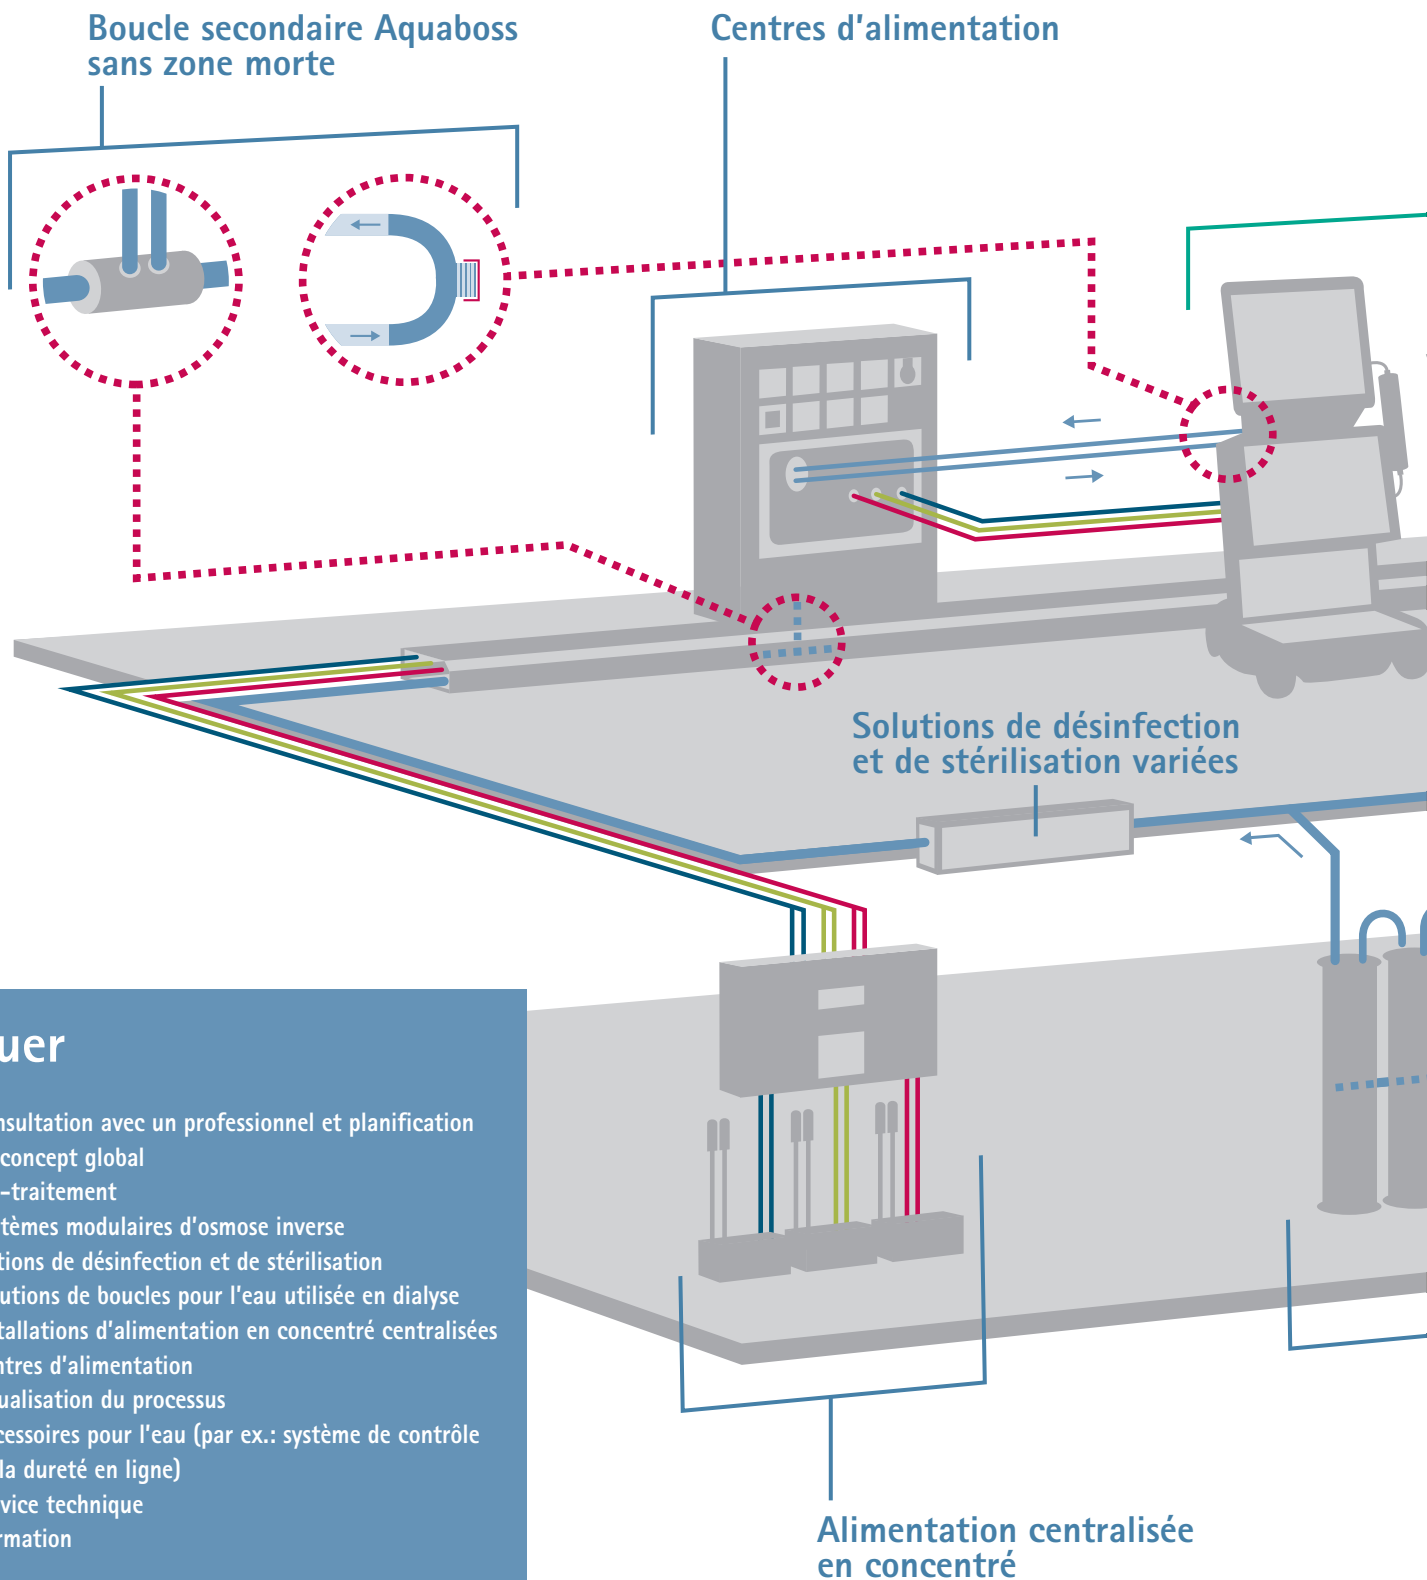 Boucle secondaire Aquaboss
sans zone morte
Centres d'alimentation
Solutions de désinfection
et de stérilisation variées
uer
nsultation avec un professionnel et planification
concept global
-traitement
tèmes modulaires d'osmose inverse
tions de désinfection et de stérilisation
utions de boucles pour l'eau utilisée en dialyse
tallations d'alimentation en concentré centralisées
ntres d'alimentation
ualisation du processus
cessoires pour l'eau (par ex.: système de contrôle
la dureté en ligne)
vice technique
rmation
Alimentation centralisée
en concentré